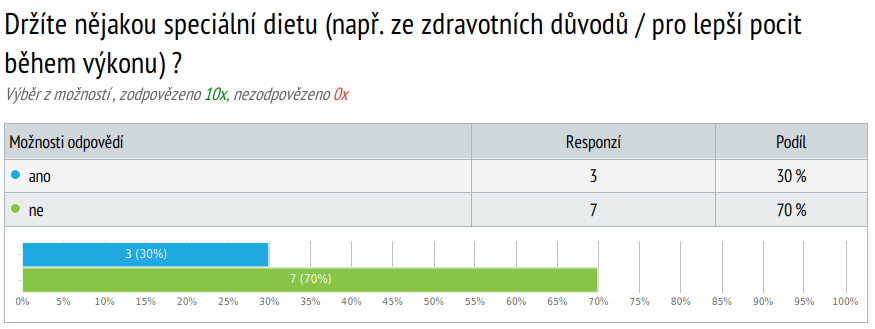 Držíte nějakou speciální dietu (např. ze zdravotních důvodů / pro lepší pocit
během výkonu) ?
Výběr z možností , zodpovězeno 10x, nezodpovězeno 0x
Možnosti odpovědí Responzí Podíl
ano 3 30 %
ne 7 70 %
3 (30%)
7 (70%)
0% 5% 10% 15% 20% 25% 30% 35% 40% 45% 50% 55% 60% 65% 70% 75% 80% 85% 90% 95% 100%